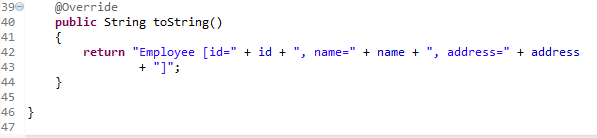 39 @Override
40 public String toString()
41 {
42 return "Employee [id=" + id + ", name=" + name + ", address=" + address
43 + "]";
44 }
45
46 }
47